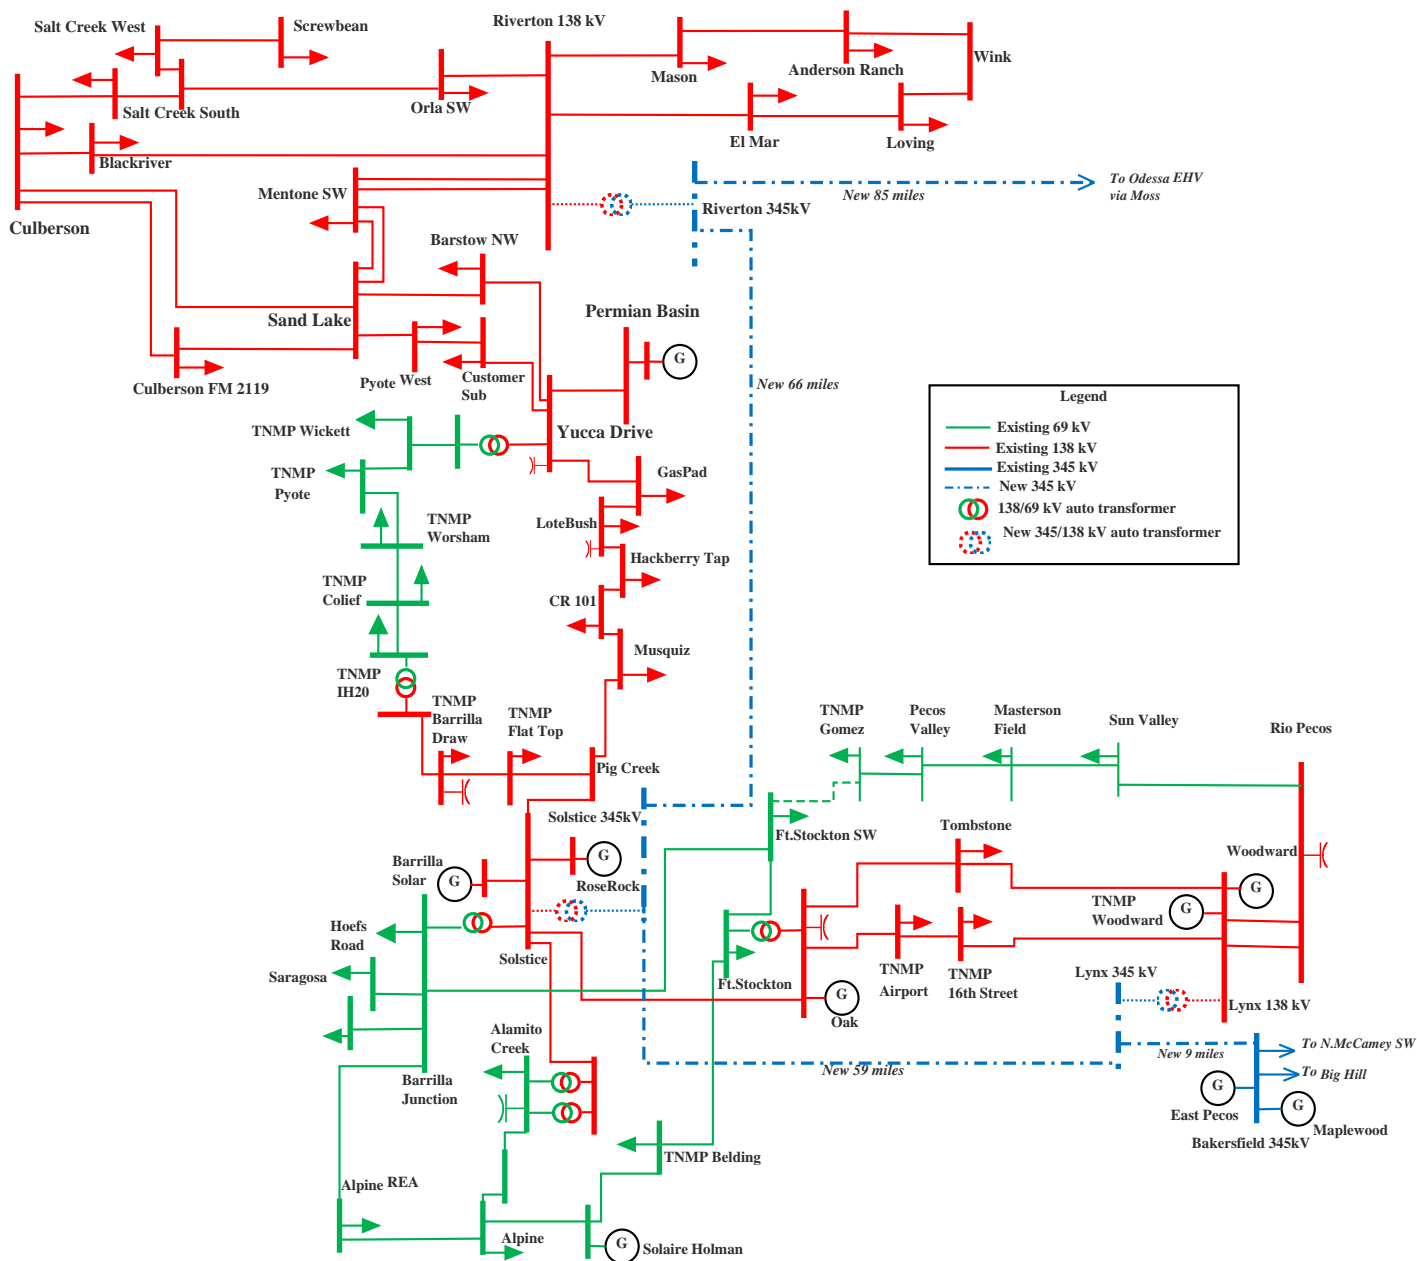 Salt Creek West
Screwbean
Riverton 138 kV
Mason
Anderson Ranch
Wink
Orla SW
Salt Creek South
Blackriver
El Mar
Loving
Mentone SW
Culberson
To Odessa EHV
via Moss
New 85 miles
Riverton 345kV
Barstow NW
Sand Lake
Permian Basin
G
Pyote West
Customer
Sub
Culberson FM 2119
New 66 miles
Legend
Existing 69 kV
Existing 138 kV
Existing 345 kV
New 345 kV
138/69 kV auto transformer
New 345/138 kV auto transformer
TNMP Wickett
Yucca Drive
TNMP
Pyote
GasPad
TNMP
Worsham
LoteBush
Hackberry Tap
TNMP
Colief
CR 101
Musquiz
TNMP
IH20
TNMP
Barrilla
Draw
TNMP
Flat Top
Pig Creek
TNMP
Gomez
Pecos
Valley
Masterson
Field
Sun Valley
Rio Pecos
Solstice 345kV
Ft.Stockton SW
Tombstone
Woodward
Barrilla
Solar
G
G
RoseRock
G
TNMP
Woodward
G
Hoefs
Road
Solstice
Saragosa
Ft.Stockton
TNMP
Airport
TNMP
16th Street
Lynx 345 kV
Lynx 138 kV
G
Oak
Alamito
Creek
Barrilla
Junction
New 59 miles
New 9 miles
To N.McCamey SW
To Big Hill
G
East Pecos
G
Maplewood
Bakersfield 345kV
TNMP Belding
Alpine REA
Alpine
G
Solaire Holman